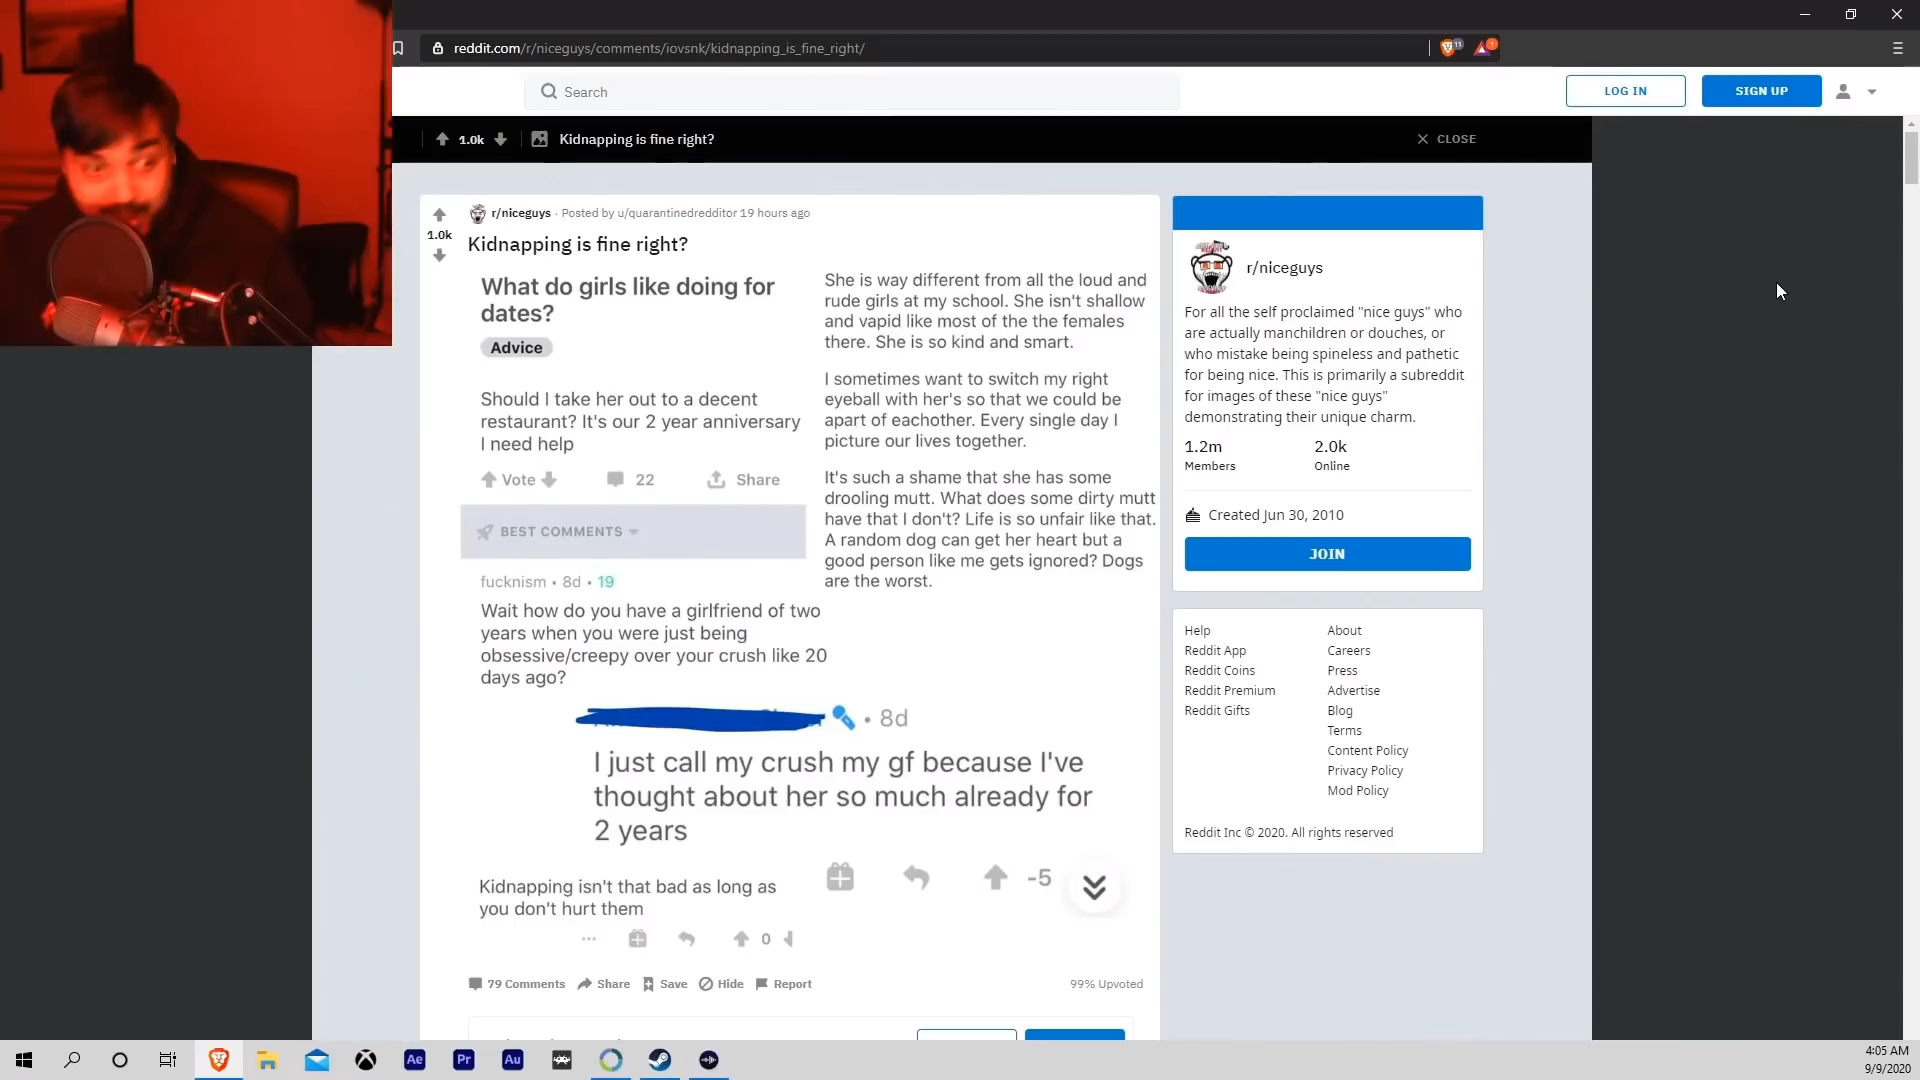 reddit.com/r/niceguys/comments/iovsnk/kidnapping_is_fine_right/
Search
LOG IN
SIGN UP
1.0k
Kidnapping is fine right?
CLOSE
r/niceguys · Posted by u/quarantinedredditor 19 hours ago
1.0k
Kidnapping is fine right?
What do girls like doing for
dates?
Advice
Should I take her out to a decent
restaurant? It's our 2 year anniversary
I need help
Vote
22
Share
BEST COMMENTS
fucknism • 8d • 19
Wait how do you have a girlfriend of two
years when you were just being
obsessive/creepy over your crush like 20
days ago?
• 8d
I just call my crush my gf because I've
thought about her so much already for
2 years
-5
Kidnapping isn't that bad as long as
you don't hurt them
0
She is way different from all the loud and
rude girls at my school. She isn't shallow
and vapid like most of the the females
there. She is so kind and smart.
I sometimes want to switch my right
eyeball with her's so that we could be
apart of eachother. Every single day I
picture our lives together.
It's such a shame that she has some
drooling mutt. What does some dirty mutt
have that I don't? Life is so unfair like that.
A random dog can get her heart but a
good person like me gets ignored? Dogs
are the worst.
79 Comments
Share
Save
Hide
Report
99% Upvoted
r/niceguys
For all the self proclaimed "nice guys" who
are actually manchildren or douches, or
who mistake being spineless and pathetic
for being nice. This is primarily a subreddit
for images of these "nice guys"
demonstrating their unique charm.
1.2m
Members
2.0k
Online
Created Jun 30, 2010
JOIN
Help
Reddit App
Reddit Coins
Reddit Premium
Reddit Gifts
About
Careers
Press
Advertise
Blog
Terms
Content Policy
Privacy Policy
Mod Policy
Reddit Inc © 2020. All rights reserved
Ae
Pr
Au
4:05 AM
9/9/2020